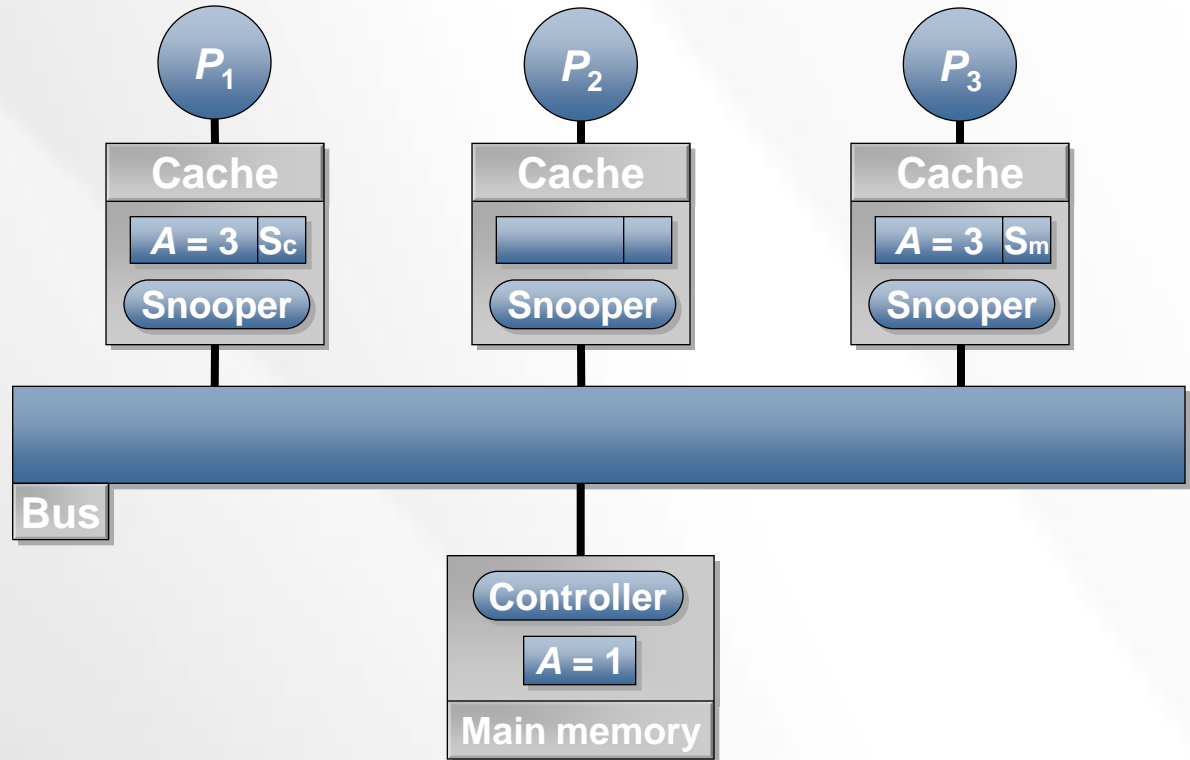 P1
P2
P3
Cache
Cache
Cache
A = 3 Sc
A = 3 Sm
Snooper
Snooper
Snooper
Bus
Controller
A = 1
Main memory